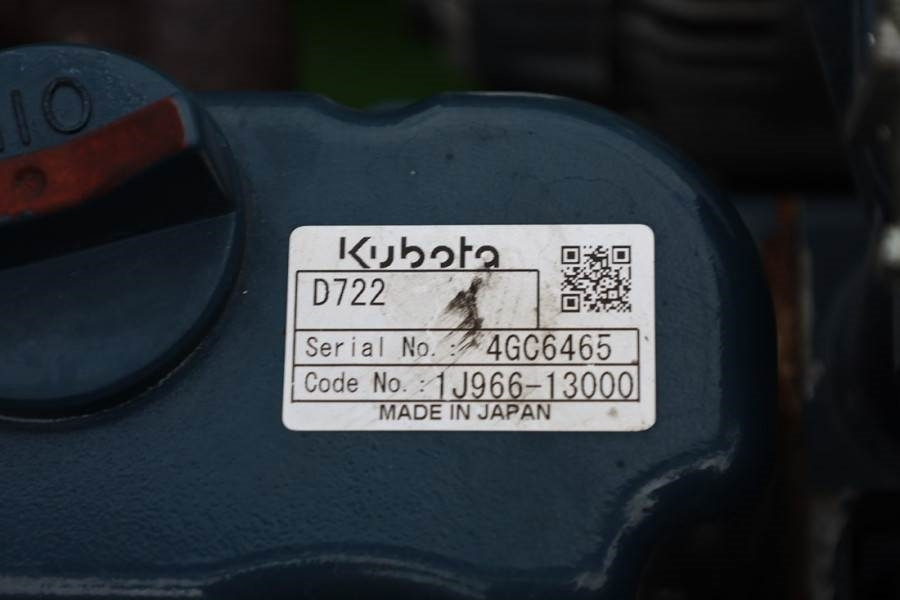 Kubota
D722
Serial No. : 4GC6465
Code No. : 1J966-13000
MADE IN JAPAN